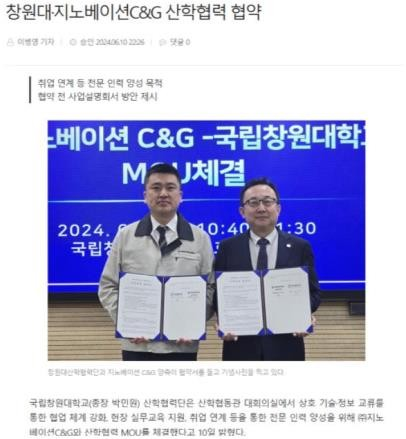 창원대·지노베이션C&G 산학협력 협약
이병영 기자
승인 2024.06.10 22:26
댓글 0
취업 연계 등 전문 인력 양성 목적
협약 전 사업설명회서 방안 제시
노베이션 C&G -국립창원대학교
MOU체결
2024. 0 10:40 1:30
국립창
창원대산학협력단과 지노베이션 C&G 양측이 협약서를 들고 기념사진을 찍고 있다.
국립창원대학교(총장 박민원) 산학협력단은 산학협동관 대회의실에서 상호 기술·정보 교류를
통한 협업 체계 강화, 현장 실무교육 지원, 취업 연계 등을 통한 전문 인력 양성을 위해 ㈜지노
베이션C&G와 산학협력 MOU를 체결했다고 10일 밝혔다.